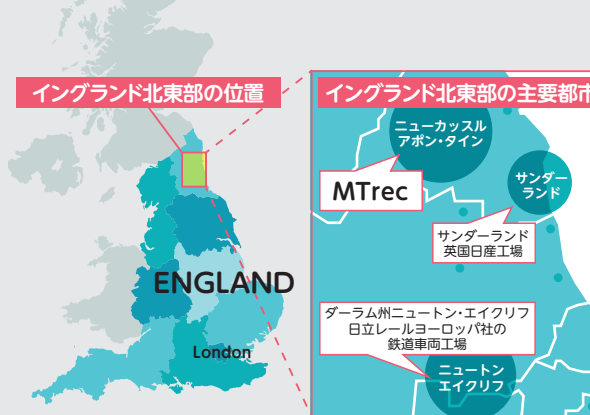 イングランド北東部の位置
ENGLAND
London
イングランド北東部の主要都市
ニューカッスル
アポン・タイン
MTrec
サンダー
ランド
サンダーランド
英国日産工場
ダーラム州ニュートン・エイクリフ
日立レールヨーロッパ社の
鉄道車両工場
ニュートン
エイクリフ